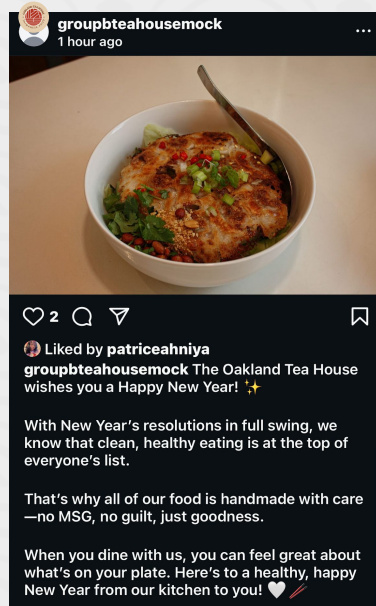 groupbteahousemock
1 hour ago
2
Liked by patriceahniya
groupbteahousemock The Oakland Tea House
wishes you a Happy New Year! ✨
With New Year’s resolutions in full swing, we
know that clean, healthy eating is at the top of
everyone’s list.
That’s why all of our food is handmade with care
—no MSG, no guilt, just goodness.
When you dine with us, you can feel great about
what’s on your plate. Here’s to a healthy, happy
New Year from our kitchen to you! 🤍🥢